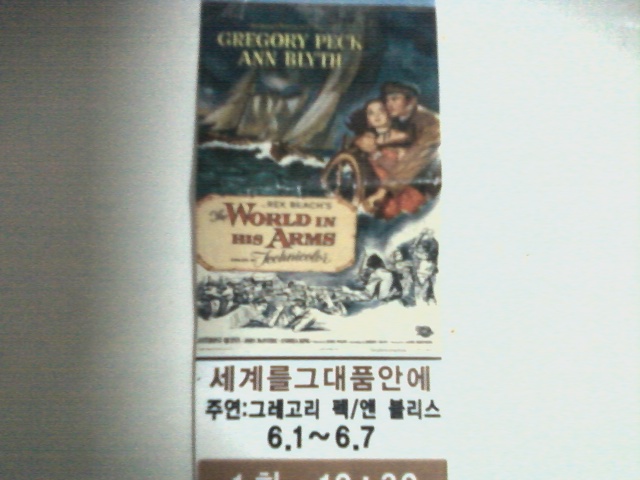 GREGORY PECK
ANN BLYTH
REX BEACH'S
The WORLD IN
HIS ARMS
Technicolor
세계를그대품안에
주연:그레고리 펙/앤 블리스
6.1~6.7